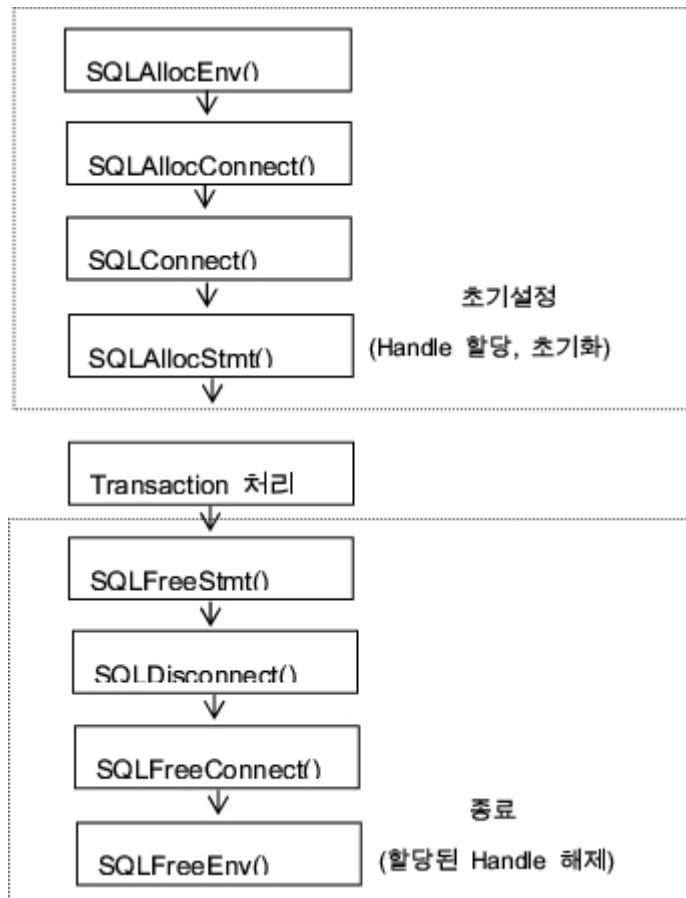 SQLAllocEnv()
SQLAllocConnect()
SQLConnect()
초기설정
SQLAllocStmt()
(Handle 할당, 초기화)
Transaction 처리
SQLFreeStmt()
SQLDisconnect()
SQLFreeConnect()
종료
SQLFreeEnv()
(할당된 Handle 해제)